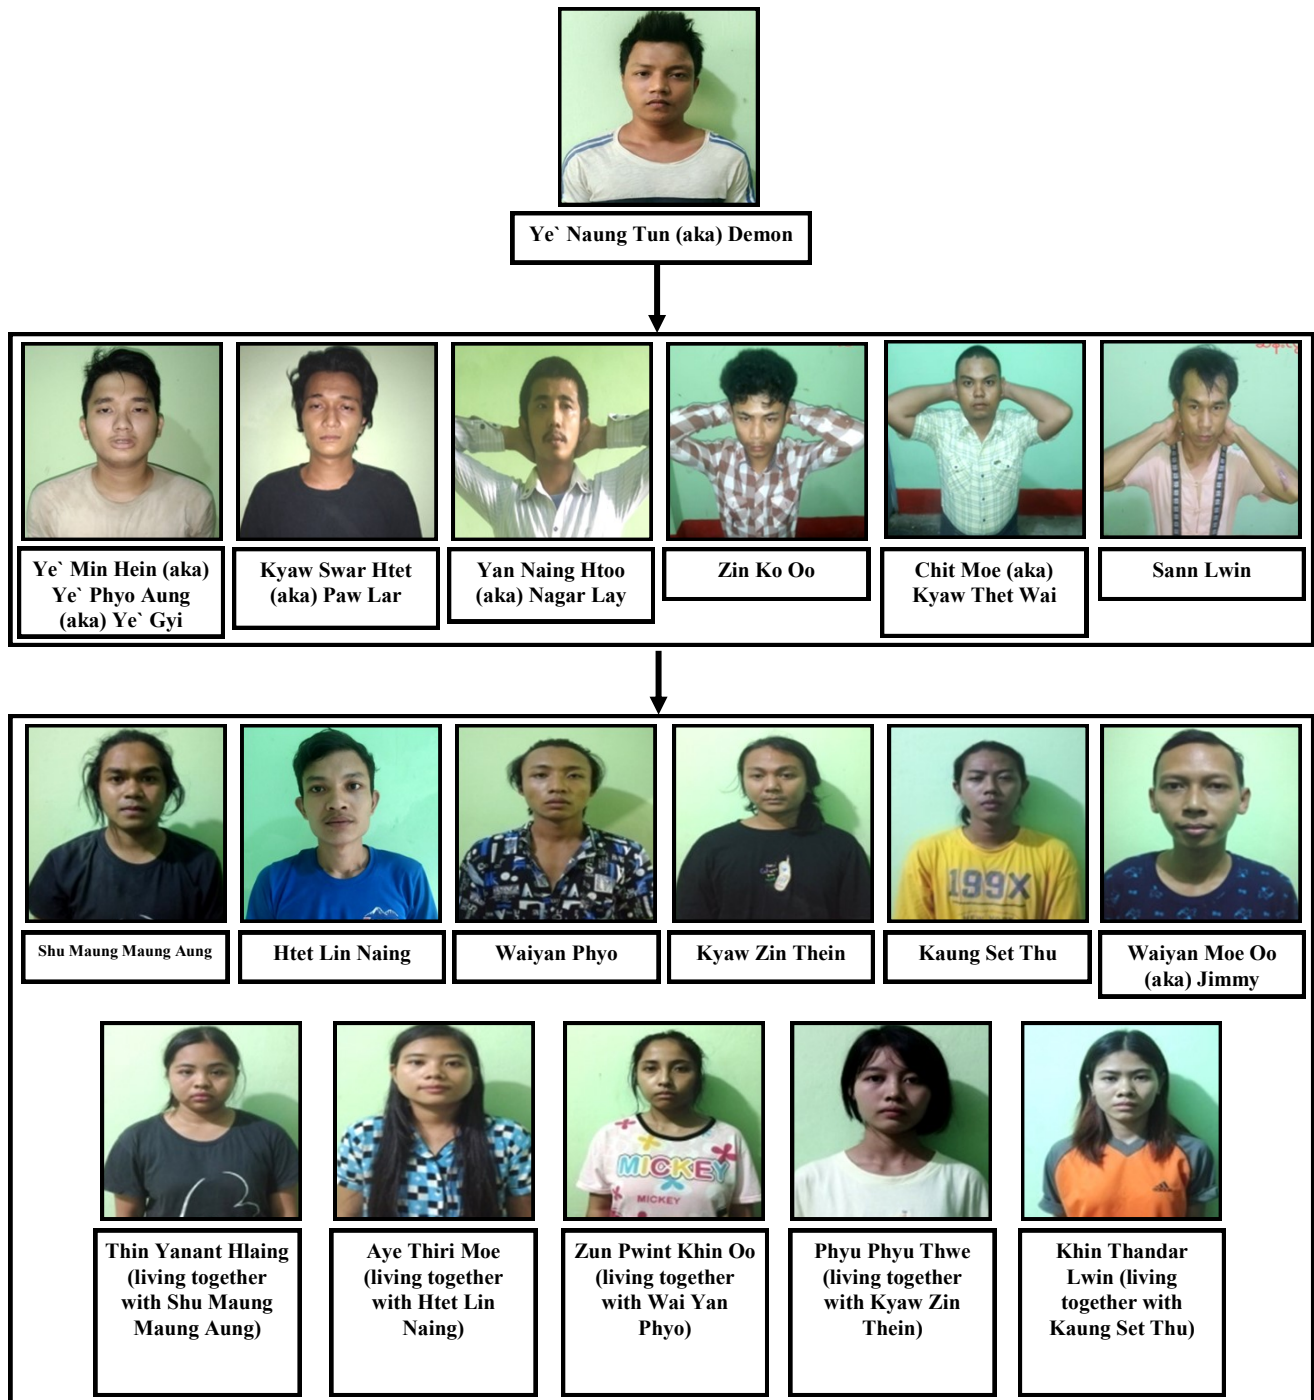 Ye` Naung Tun (aka) Demon
Ye` Min Hein (aka)
Ye` Phyo Aung
(aka) Ye` Gyi
Kyaw Swar Htet
(aka) Paw Lar
Yan Naing Htoo
(aka) Nagar Lay
Zin Ko Oo
Chit Moe (aka)
Kyaw Thet Wai
Sann Lwin
199X
Shu Maung Maung Aung
Htet Lin Naing
Waiyan Phyo
Kyaw Zin Thein
Kaung Set Thu
Waiyan Moe Oo
(aka) Jimmy
MICKEY
MICKEY
adidas
Thin Yanant Hlaing
(living together
with Shu Maung
Maung Aung)
Aye Thiri Moe
(living together
with Htet Lin
Naing)
Zun Pwint Khin Oo
(living together
with Wai Yan
Phyo)
Phyu Phyu Thwe
(living together
with Kyaw Zin
Thein)
Khin Thandar
Lwin (living
together with
Kaung Set Thu)